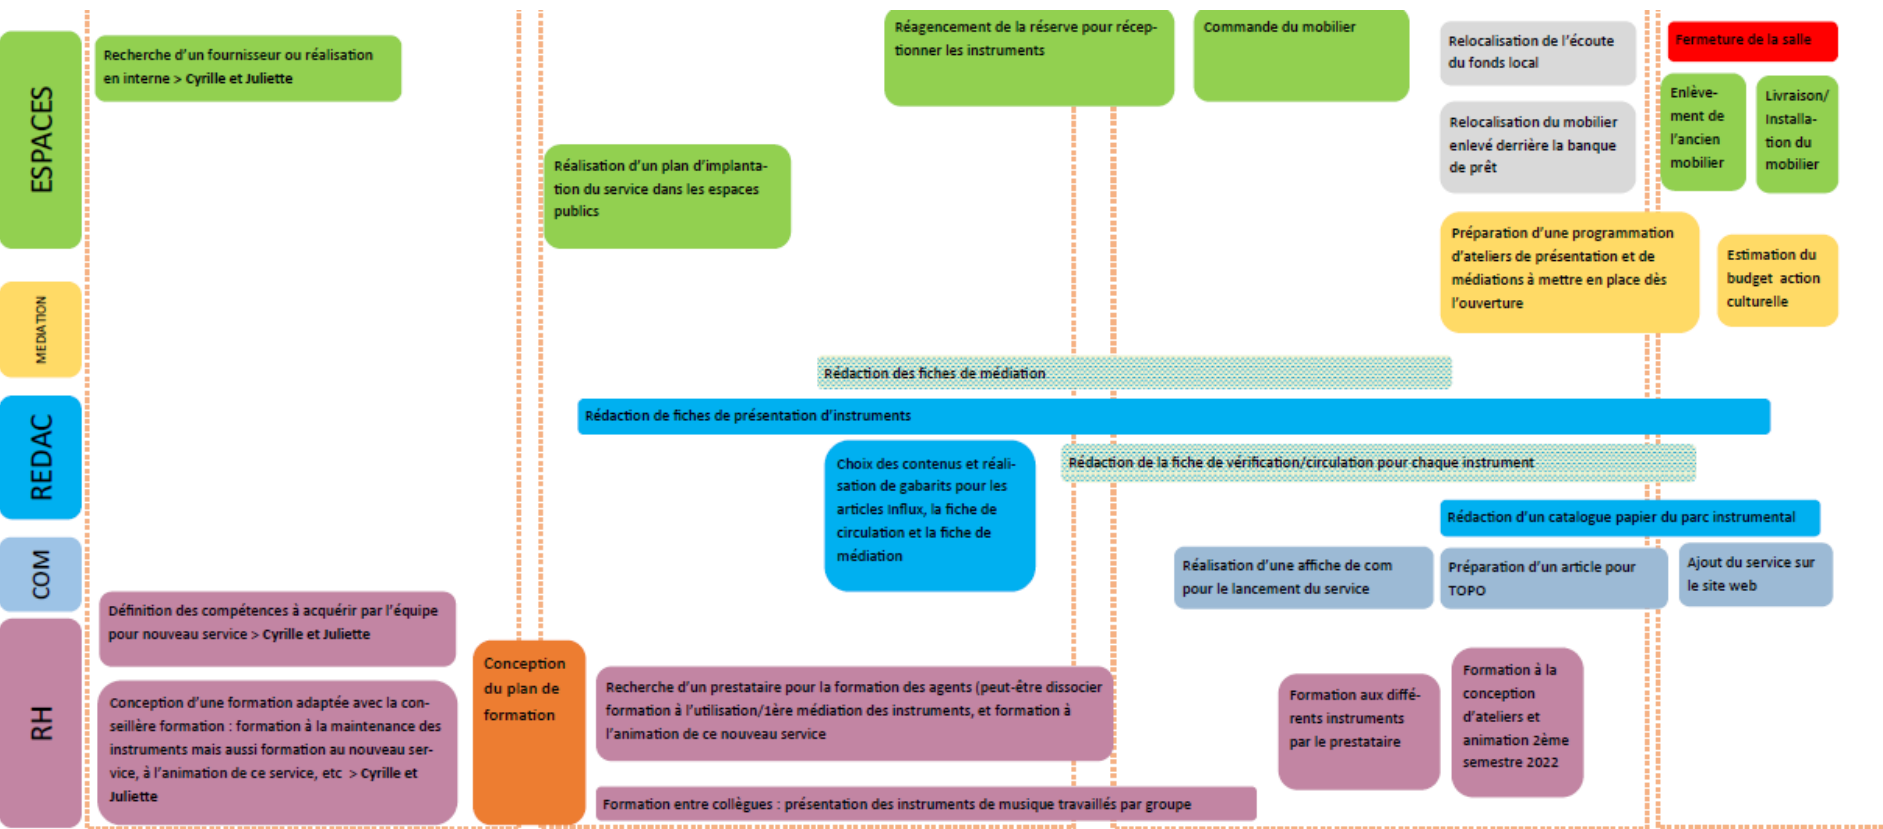 ESPACES
Recherche d'un fournisseur ou réalisation
en interne > Cyrille et Juliette
Réalisation d'un plan d'implanta-
tion du service dans les espaces
publics
Réagencement de la réserve pour récep-
tionner les instruments
Commande du mobilier
Relocalisation de l'écoute
du fonds local
Relocalisation du mobilier
enlevé derrière la banque
de prêt
Fermeture de la salle
Enlève-
ment de
l'ancien
mobilier
Livraison/
Installa-
tion du
mobilier
MEDIATION
Préparation d'une programmation
d'ateliers de présentation et de
médiations à mettre en place dès
l'ouverture
Estimation du
budget action
culturelle
Rédaction des fiches de médiation
REDAC
Rédaction de fiches de présentation d'instruments
Choix des contenus et réali-
sation de gabarits pour les
articles Influx, la fiche de
circulation et la fiche de
médiation
Rédaction de la fiche de vérification/circulation pour chaque instrument
Rédaction d'un catalogue papier du parc instrumental
COM
Réalisation d'une affiche de com
pour le lancement du service
Préparation d'un article pour
TOPO
Ajout du service sur
le site web
RH
Définition des compétences à acquérir par l'équipe
pour nouveau service > Cyrille et Juliette
Conception d'une formation adaptée avec la con-
seillère formation : formation à la maintenance des
instruments mais aussi formation au nouveau ser-
vice, à l'animation de ce service, etc > Cyrille et
Juliette
Conception
du plan de
formation
Recherche d'un prestataire pour la formation des agents (peut-être dissocier
formation à l'utilisation/1ère médiation des instruments, et formation à
l'animation de ce nouveau service
Formation entre collègues : présentation des instruments de musique travaillés par groupe
Formation aux diffé-
rents instruments
par le prestataire
Formation à la
conception
d'ateliers et
animation 2ème
semestre 2022